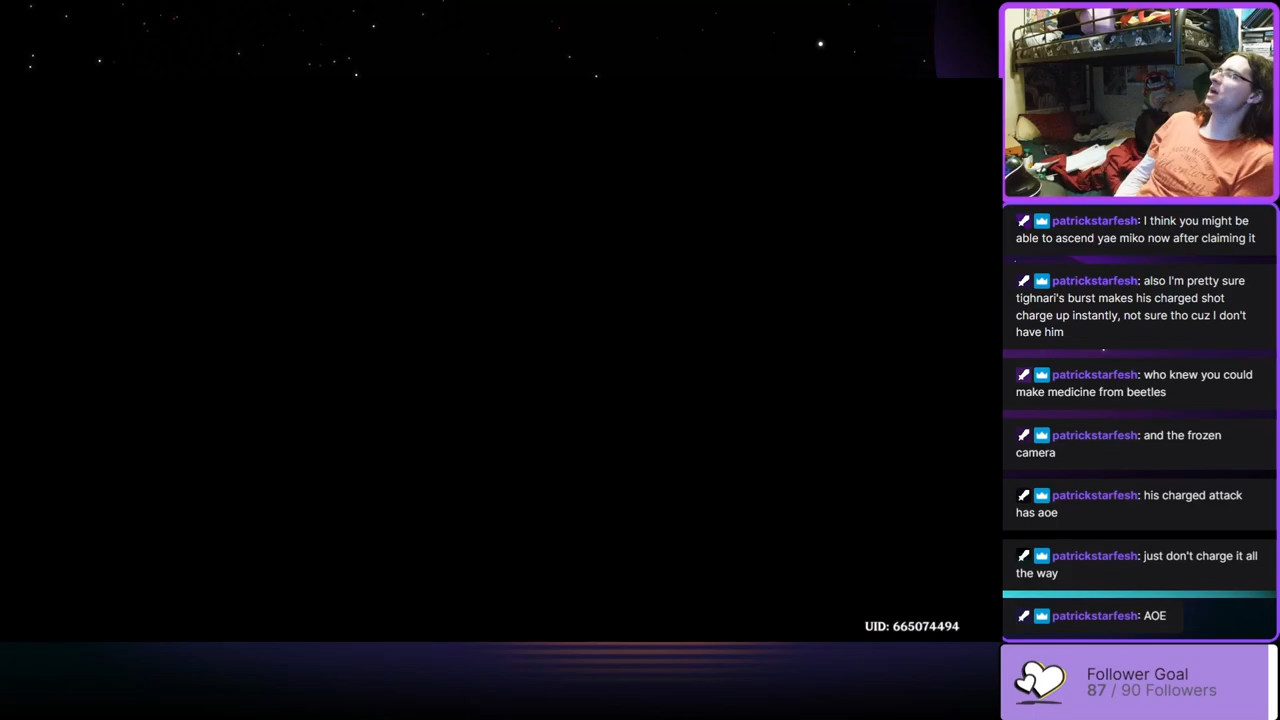 patrickstarfesh: I think you might be
able to ascend yae miko now after claiming it
patrickstarfesh: also I'm pretty sure
tighnari's burst makes his charged shot
charge up instantly, not sure tho cuz I don't
have him
patrickstarfesh: who knew you could
make medicine from beetles
patrickstarfesh: and the frozen
camera
patrickstarfesh: his charged attack
has aoe
patrickstarfesh: just don't charge it all
the way
patrickstarfesh: AOE
UID: 665074494
Follower Goal
87 / 90 Followers